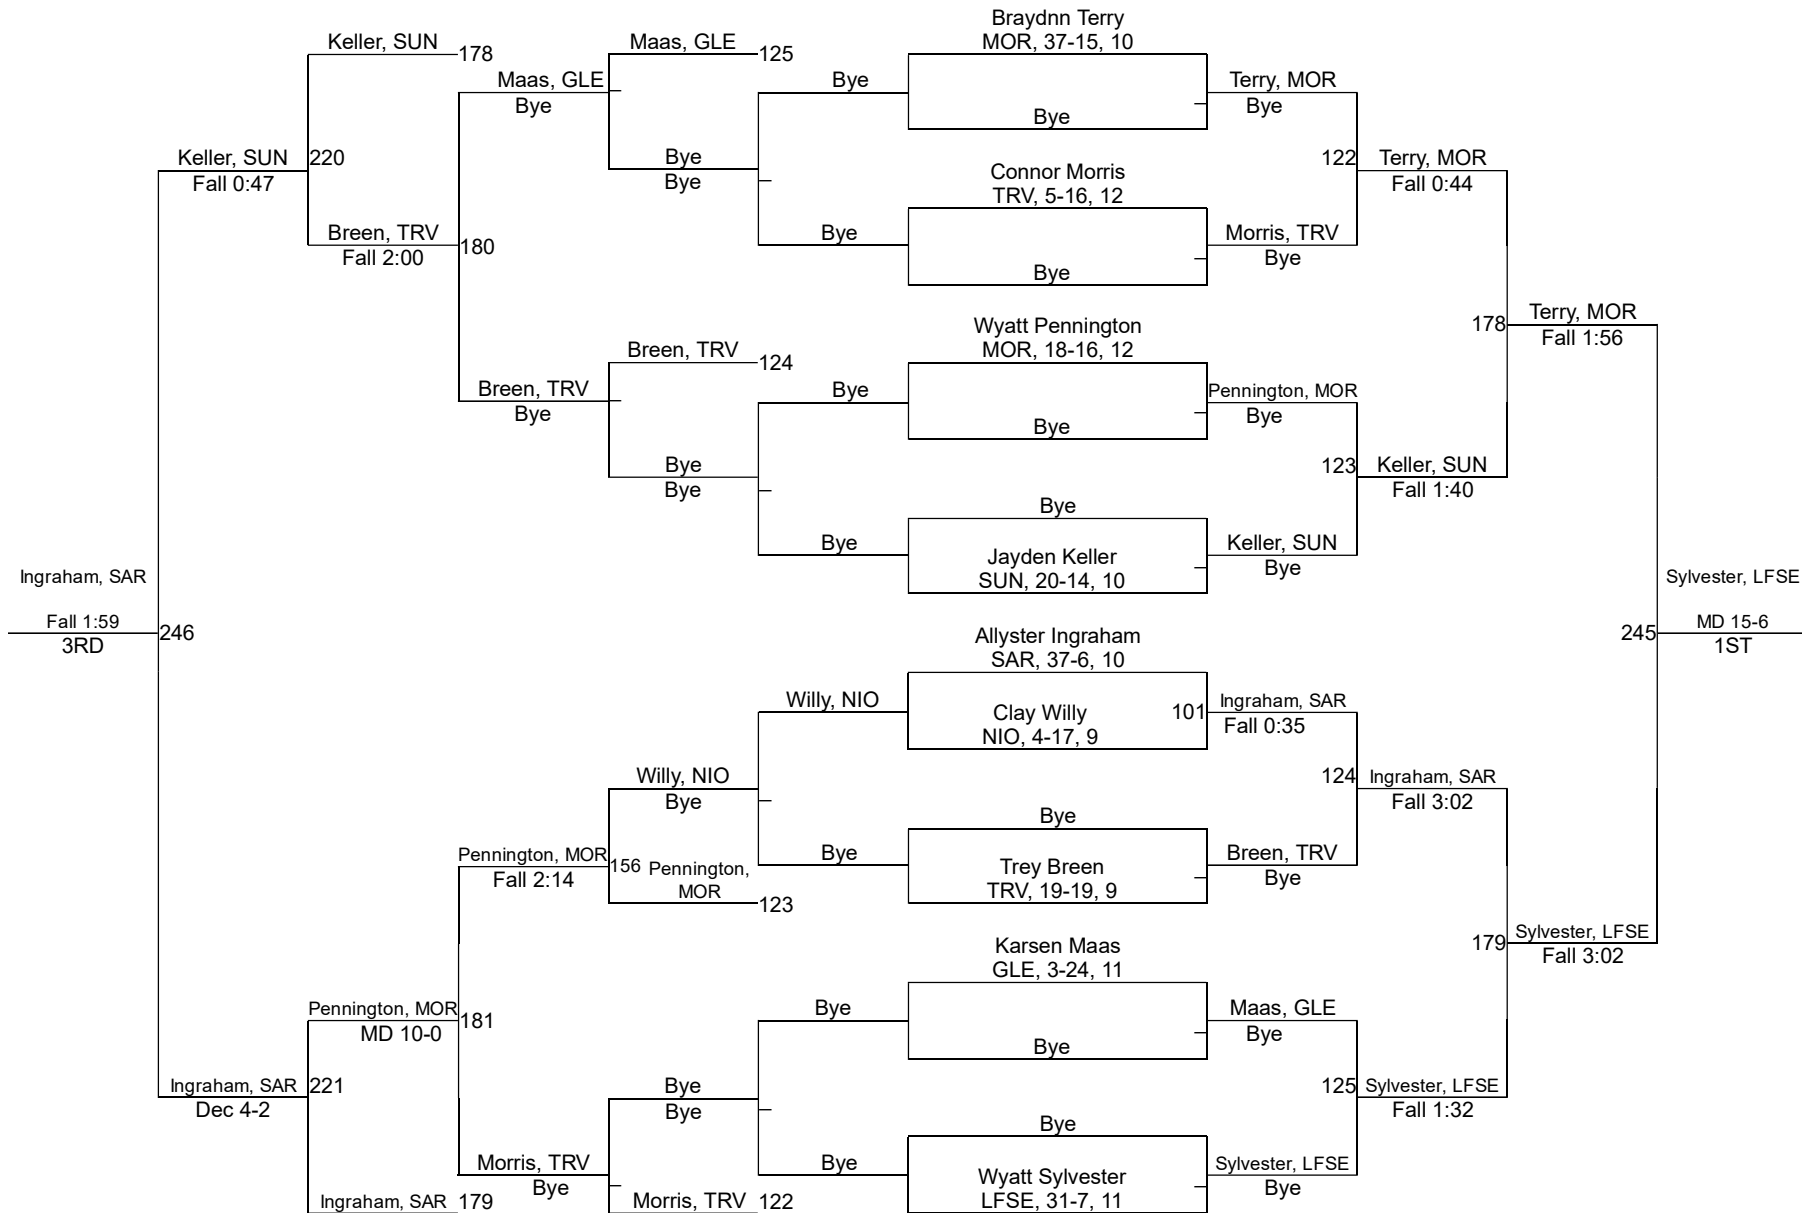 Braydnn Terry
MOR, 37-15, 10
Keller, SUN
178
Maas, GLE
125
Maas, GLE
Bye
Bye
Terry, MOR
Bye
Bye
Keller, SUN
220
Fall 0:47
Bye
Bye
122
Terry, MOR
Fall 0:44
Connor Morris
TRV, 5-16, 12
Breen, TRV
180
Fall 2:00
Bye
Morris, TRV
Bye
Bye
Wyatt Pennington
MOR, 18-16, 12
178
Terry, MOR
Fall 1:56
Breen, TRV
124
Breen, TRV
Bye
Bye
Pennington, MOR
Bye
Bye
Bye
Bye
123
Keller, SUN
Fall 1:40
Bye
Bye
Jayden Keller
SUN, 20-14, 10
Keller, SUN
Bye
Ingraham, SAR
Fall 1:59
3RD
246
Sylvester, LFSE
245
MD 15-6
1ST
Allyster Ingraham
SAR, 37-6, 10
Willy, NIO
Clay Willy
NIO, 4-17, 9
101
Ingraham, SAR
Fall 0:35
Willy, NIO
Bye
124
Ingraham, SAR
Fall 3:02
Bye
Bye
Trey Breen
TRV, 19-19, 9
Breen, TRV
Bye
Pennington, MOR
Fall 2:14
156
Pennington,
MOR
123
179
Sylvester, LFSE
Fall 3:02
Karsen Maas
GLE, 3-24, 11
Pennington, MOR
MD 10-0
181
Bye
Bye
Maas, GLE
Bye
Ingraham, SAR
221
Dec 4-2
Bye
Bye
125
Sylvester, LFSE
Fall 1:32
Bye
Bye
Wyatt Sylvester
LFSE, 31-7, 11
Sylvester, LFSE
Bye
Morris, TRV
Bye
Ingraham, SAR
179
Morris, TRV
122